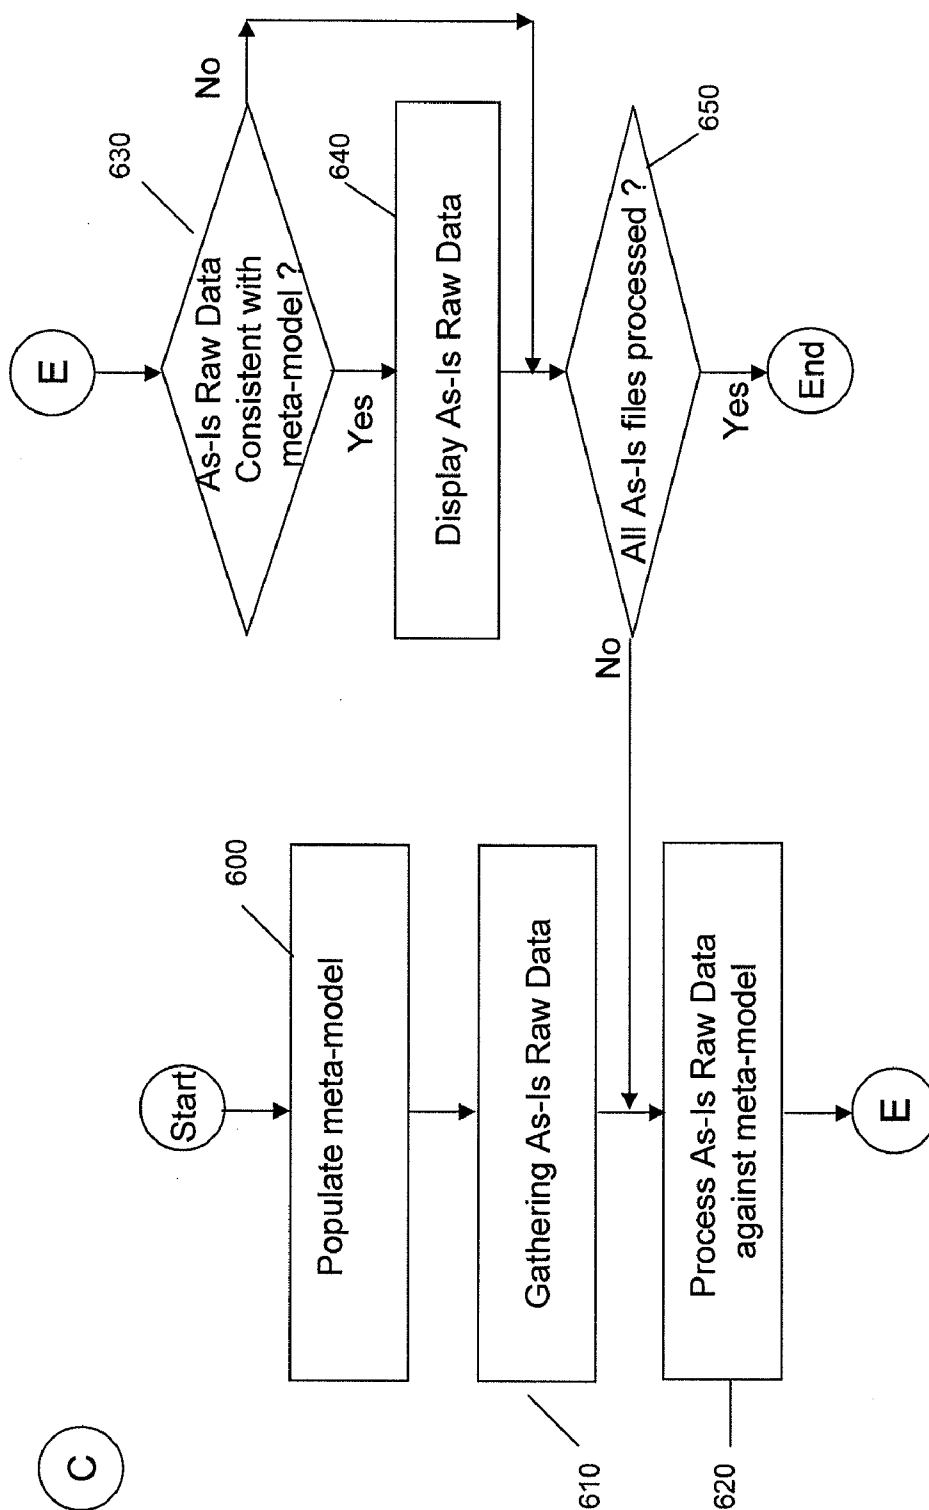 C
Start
600
Populate meta-model
610
Gathering As-Is Raw Data
620
Process As-Is Raw Data
against meta-model
E
E
630
As-Is Raw Data
Consistent with
meta-model ?
No
Yes
640
Display As-Is Raw Data
650
All As-Is files processed ?
No
Yes
End